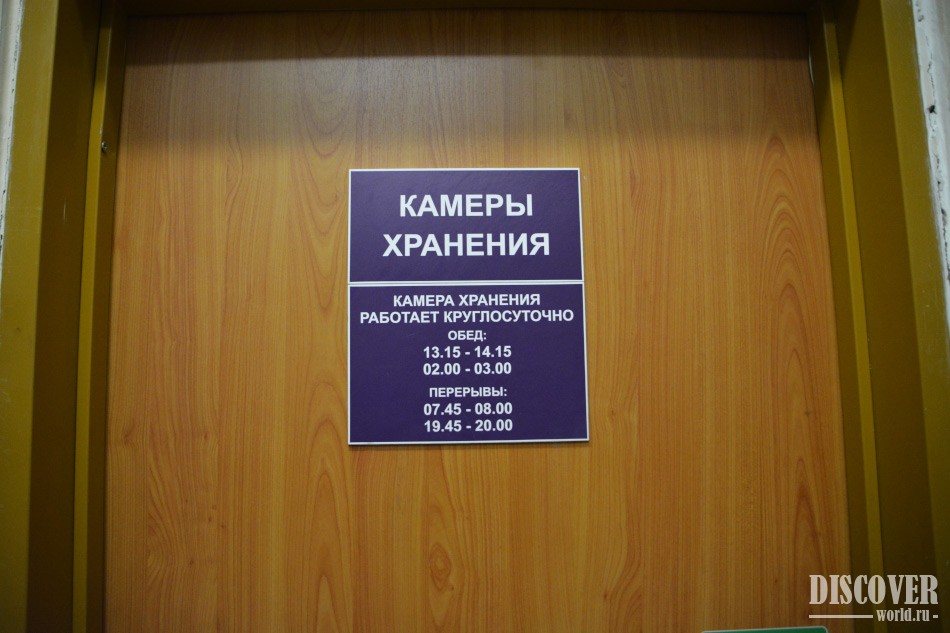 КАМЕРЫ
ХРАНЕНИЯ
КАМЕРА ХРАНЕНИЯ
РАБОТАЕТ КРУГЛОСУТОЧНО
ОБЕД:
13.15 - 14.15
02.00 - 03.00
ПЕРЕРЫВЫ:
07.45 - 08.00
19.45 - 20.00
DISCOVER
world.ru